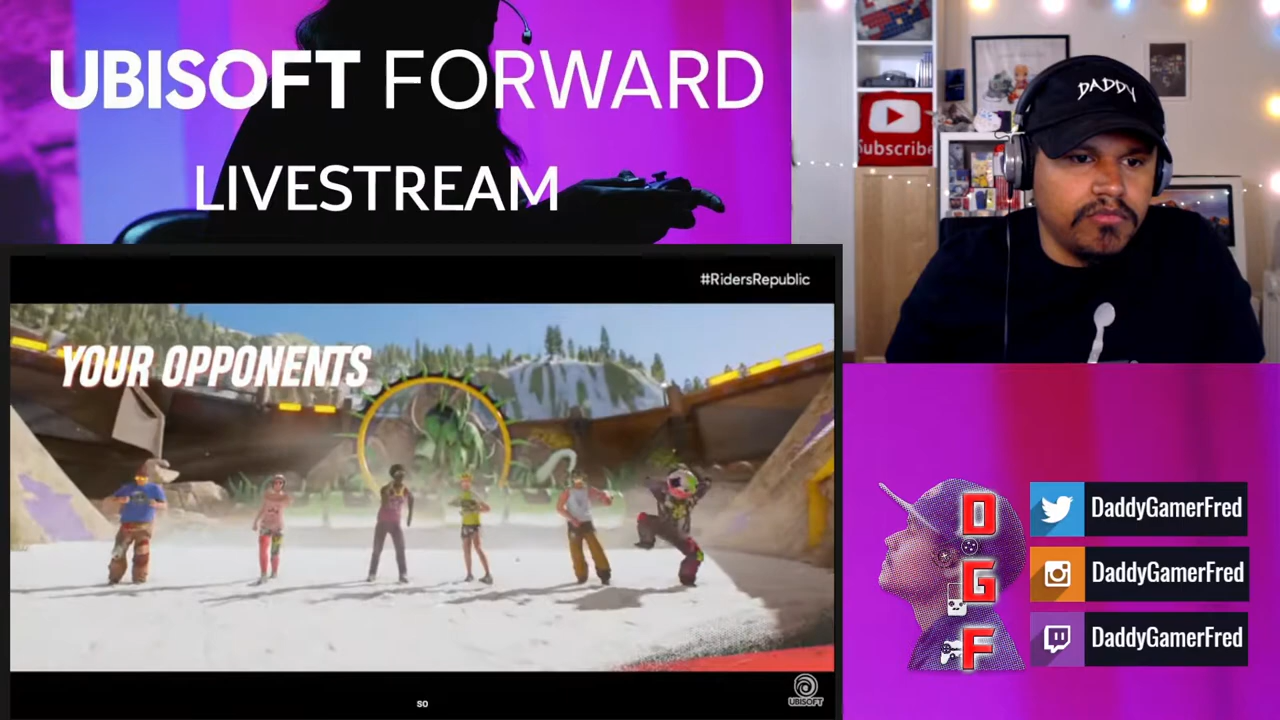 UBISOFT FORWARD
LIVESTREAM
DADDY
Subscribe
#RidersRepublic
YOUR OPPONENTS
DGF
DaddyGamerFred
DaddyGamerFred
DaddyGamerFred
UBISOFT
SO